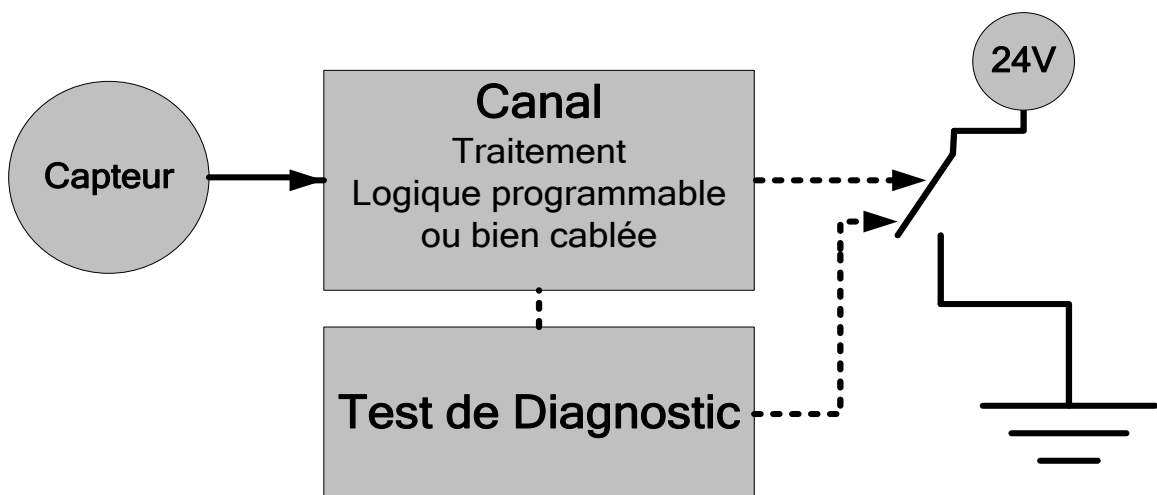 Capteur
Canal
Traitement
Logique programmable
ou bien cablée
24V
Test de Diagnostic